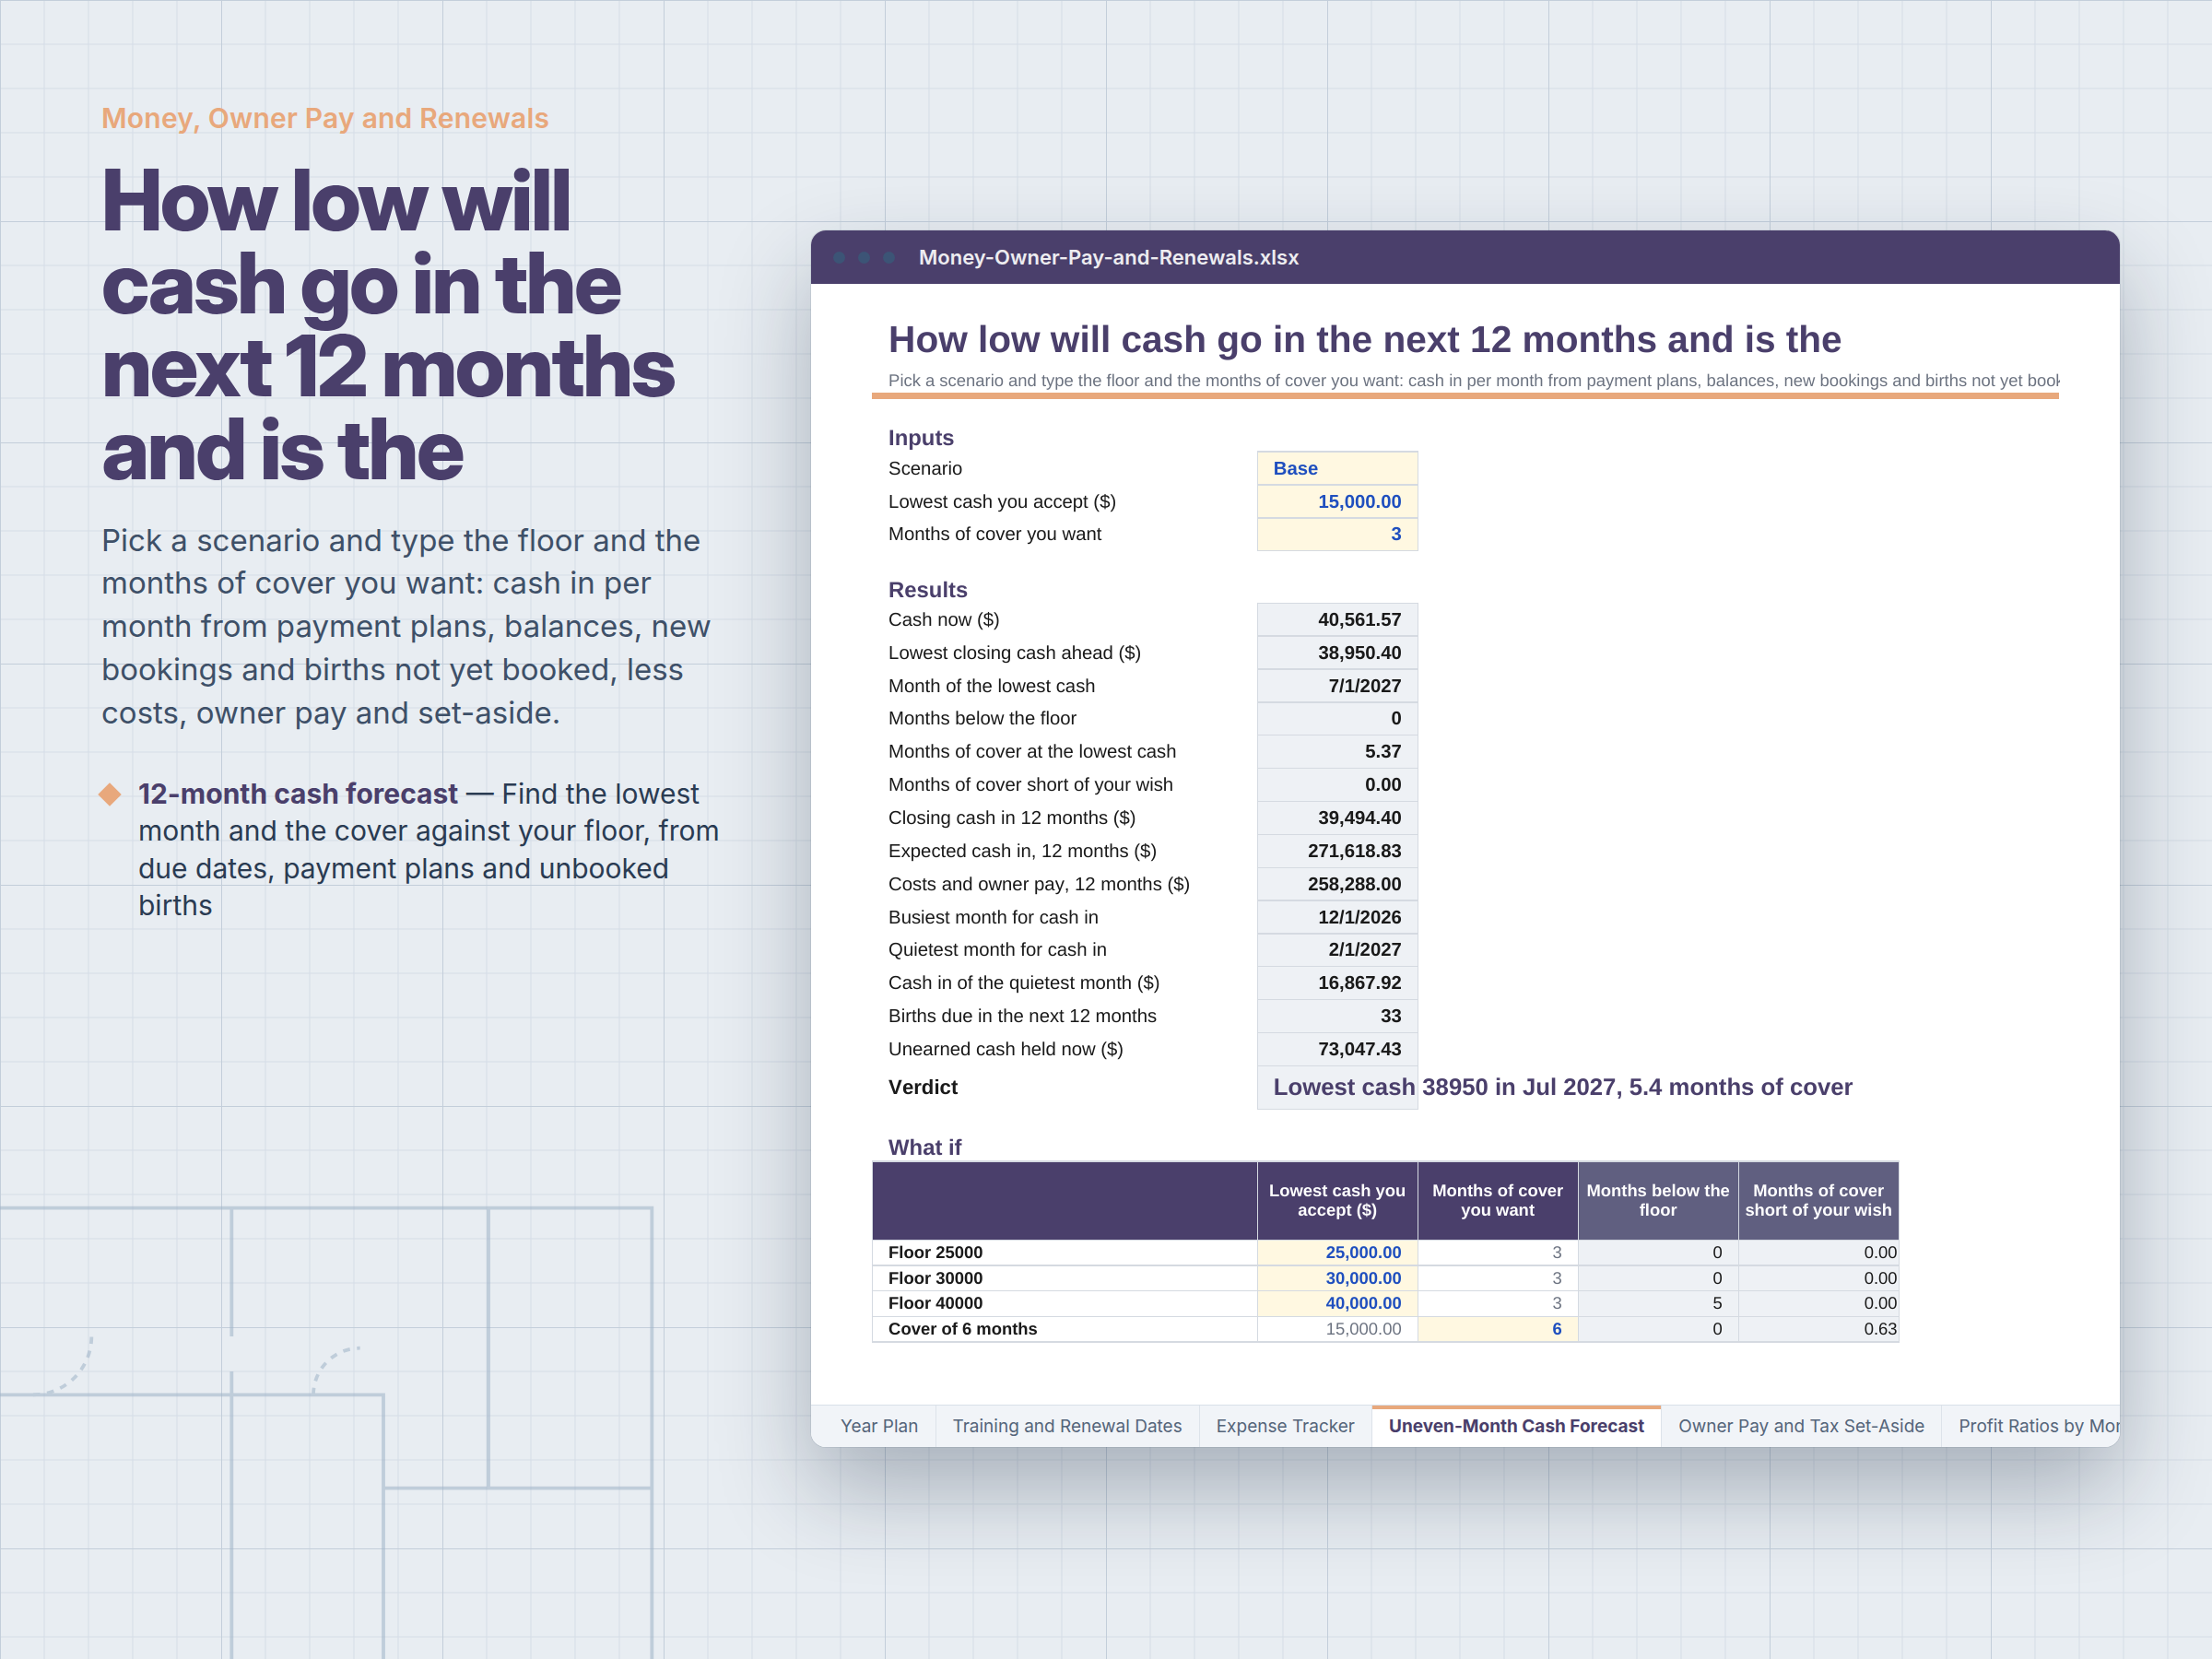 Money, Owner Pay and Renewals
How low will
cash go in the
next 12 months
and is the
Pick a scenario and type the floor and the
months of cover you want: cash in per
month from payment plans, balances, new
bookings and births not yet booked, less
costs, owner pay and set-aside.
12-month cash forecast — Find the lowest
month and the cover against your floor, from
due dates, payment plans and unbooked
births
Money-Owner-Pay-and-Renewals.xlsx
How low will cash go in the next 12 months and is the
Pick a scenario and type the floor and the months of cover you want: cash in per month from payment plans, balances, new bookings and births not yet book
Inputs
Scenario Base
Lowest cash you accept ($) 15,000.00
Months of cover you want 3
Results
Cash now ($) 40,561.57
Lowest closing cash ahead ($) 38,950.40
Month of the lowest cash 7/1/2027
Months below the floor 0
Months of cover at the lowest cash 5.37
Months of cover short of your wish 0.00
Closing cash in 12 months ($) 39,494.40
Expected cash in, 12 months ($) 271,618.83
Costs and owner pay, 12 months ($) 258,288.00
Busiest month for cash in 12/1/2026
Quietest month for cash in 2/1/2027
Cash in of the quietest month ($) 16,867.92
Births due in the next 12 months 33
Unearned cash held now ($) 73,047.43
Verdict Lowest cash 38950 in Jul 2027, 5.4 months of cover
What if
Lowest cash you accept ($) Months of cover you want Months below the floor Months of cover short of your wish
Floor 25000 25,000.00 3 0 0.00
Floor 30000 30,000.00 3 0 0.00
Floor 40000 40,000.00 3 5 0.00
Cover of 6 months 15,000.00 6 0 0.63
Year Plan Training and Renewal Dates Expense Tracker Uneven-Month Cash Forecast Owner Pay and Tax Set-Aside Profit Ratios by Mor